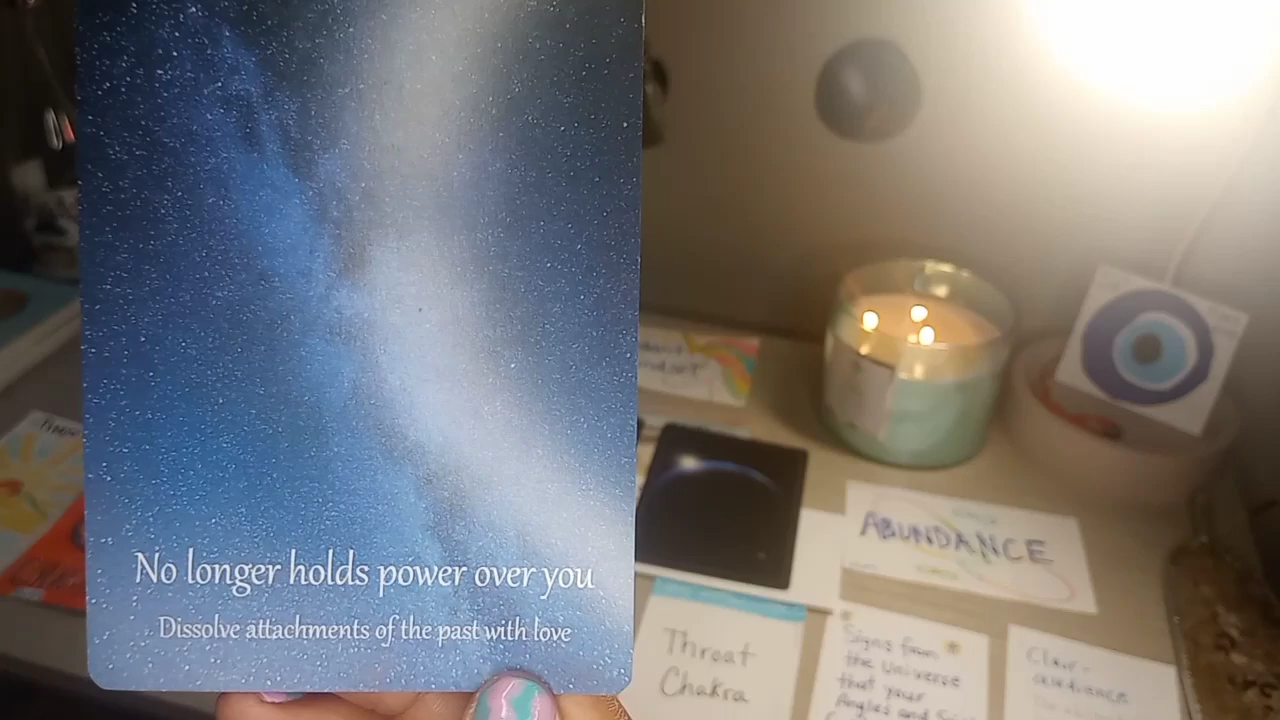 No longer holds power over you
Dissolve attachments of the past with love
ABUNDANCE
Throat
Chakra
Signs from
the Universe
that your
Angles and
Clair-
audience